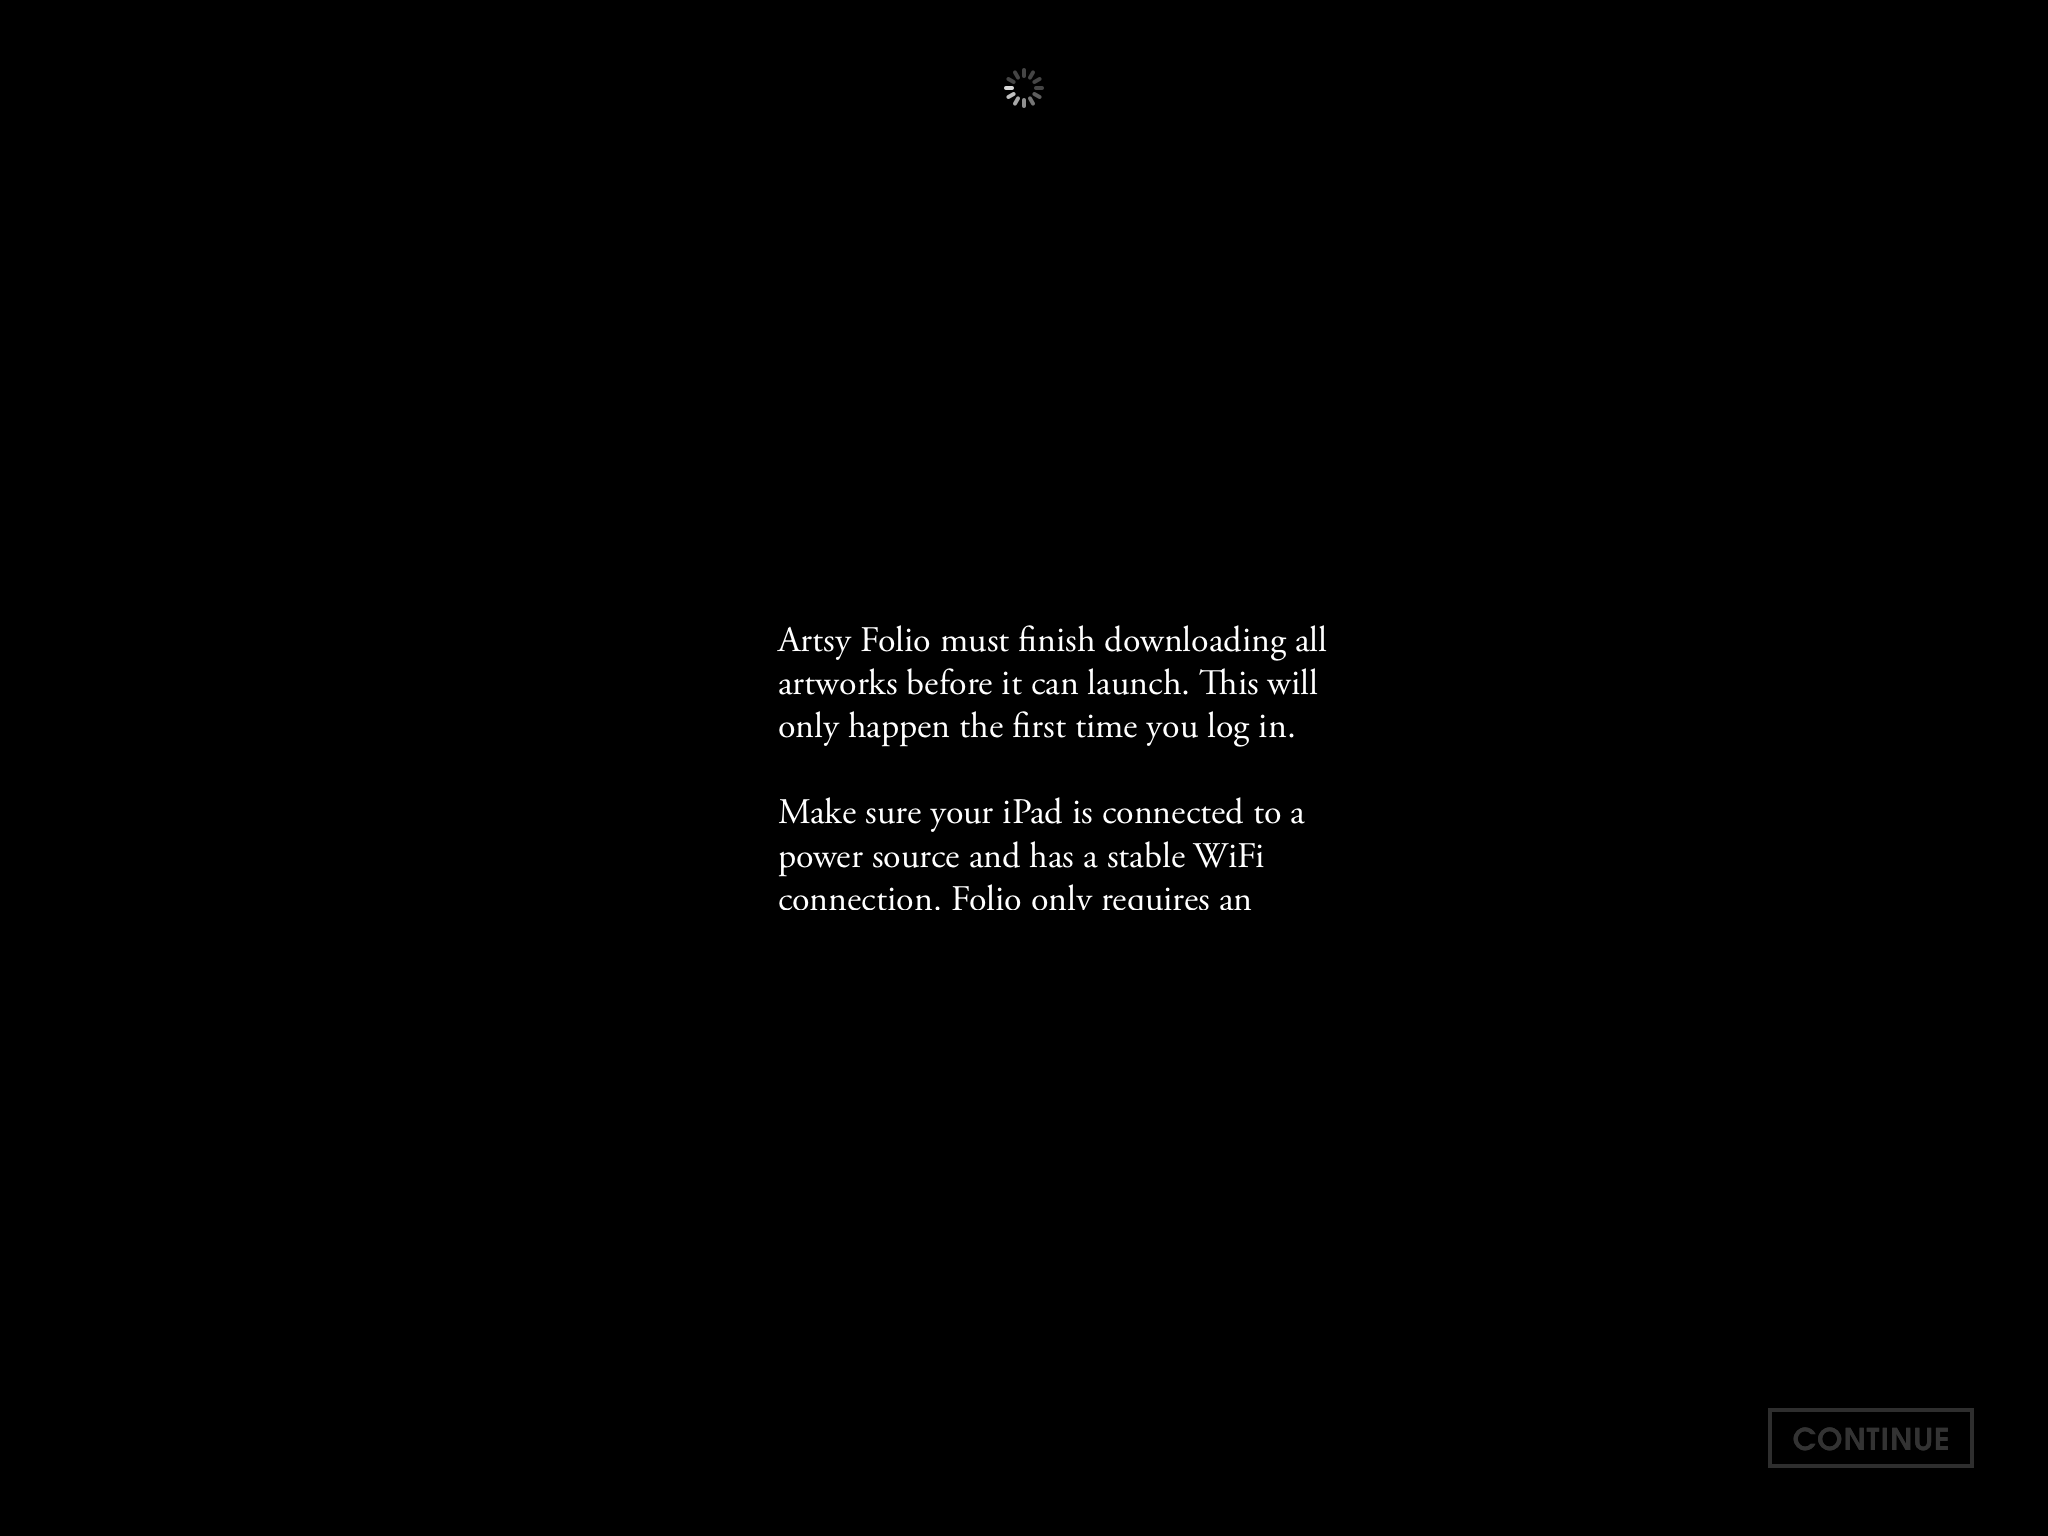 Artsy Folio must finish downloading all
artworks before it can launch. This will
only happen the first time you log in.
Make sure your iPad is connected to a
power source and has a stable WiFi
connection. Folio only requires an
CONTINUE